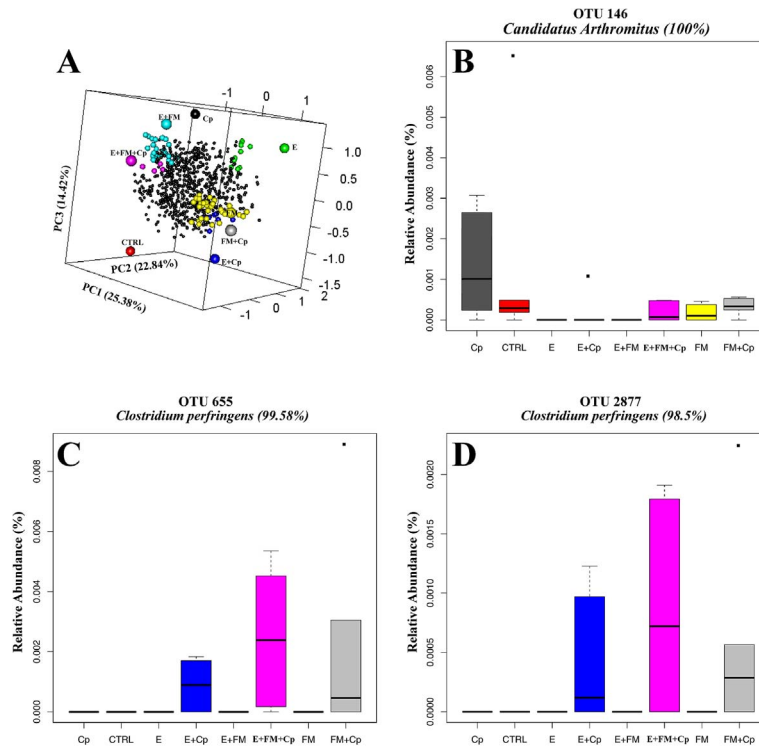 A
E+FM
Cp
E
E+FM+Cp
CTRL
FM+Cp
E+Cp
-1
0
1
1.0
0.5
0.0
-0.5
-1.0
-1.5
-1
0
1
2
PC3 (14.42%)
PC2 (22.84%)
PC1 (25.38%)
OTU 146
Candidatus Arthromitus (100%)
B
Relative Abundance (%)
0.006
0.005
0.004
0.003
0.002
0.001
0.000
Cp CTRL E E+Cp E+FM E+FM+Cp FM FM+Cp
OTU 655
Clostridium perfringens (99.58%)
C
Relative Abundance (%)
0.008
0.006
0.004
0.002
0.000
Cp CTRL E E+Cp E+FM E+FM+Cp FM FM+Cp
OTU 2877
Clostridium perfringens (98.5%)
D
Relative Abundance (%)
0.0020
0.0015
0.0010
0.0005
0.0000
Cp CTRL E E+Cp E+FM E+FM+Cp FM FM+Cp